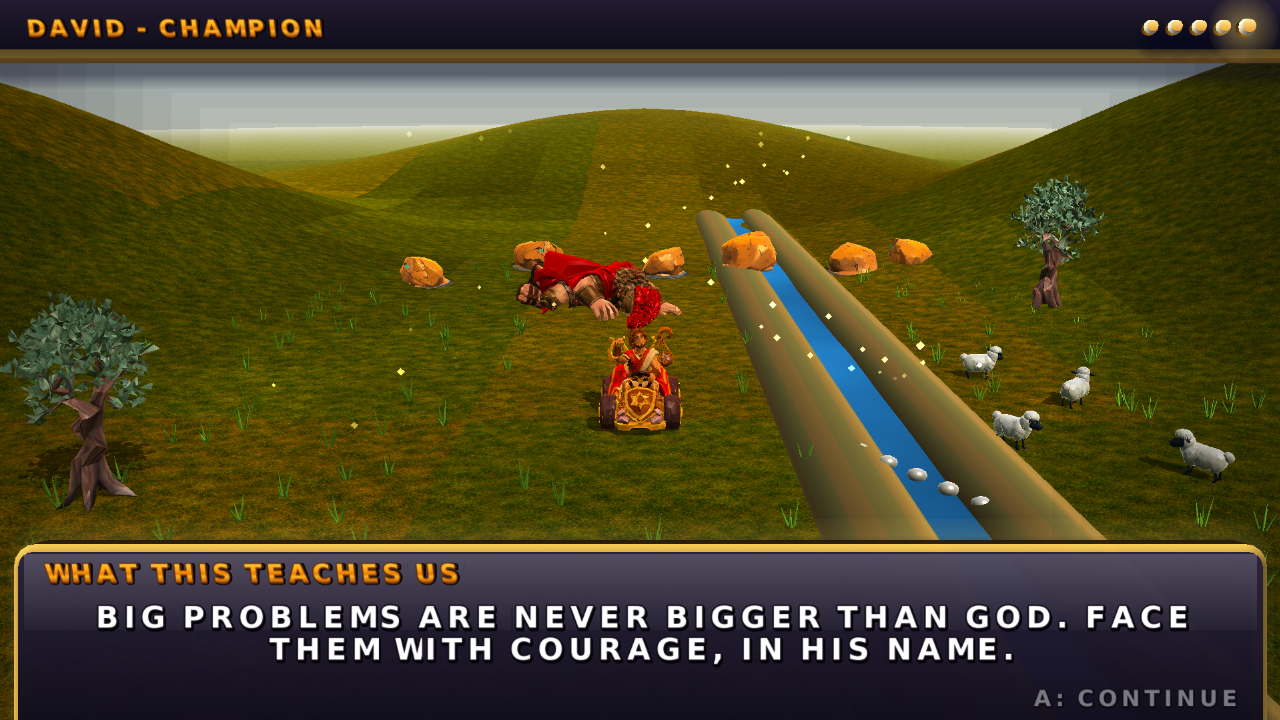 DAVID - CHAMPION
WHAT THIS TEACHES US
BIG PROBLEMS ARE NEVER BIGGER THAN GOD. FACE
THEM WITH COURAGE, IN HIS NAME.
A: CONTINUE